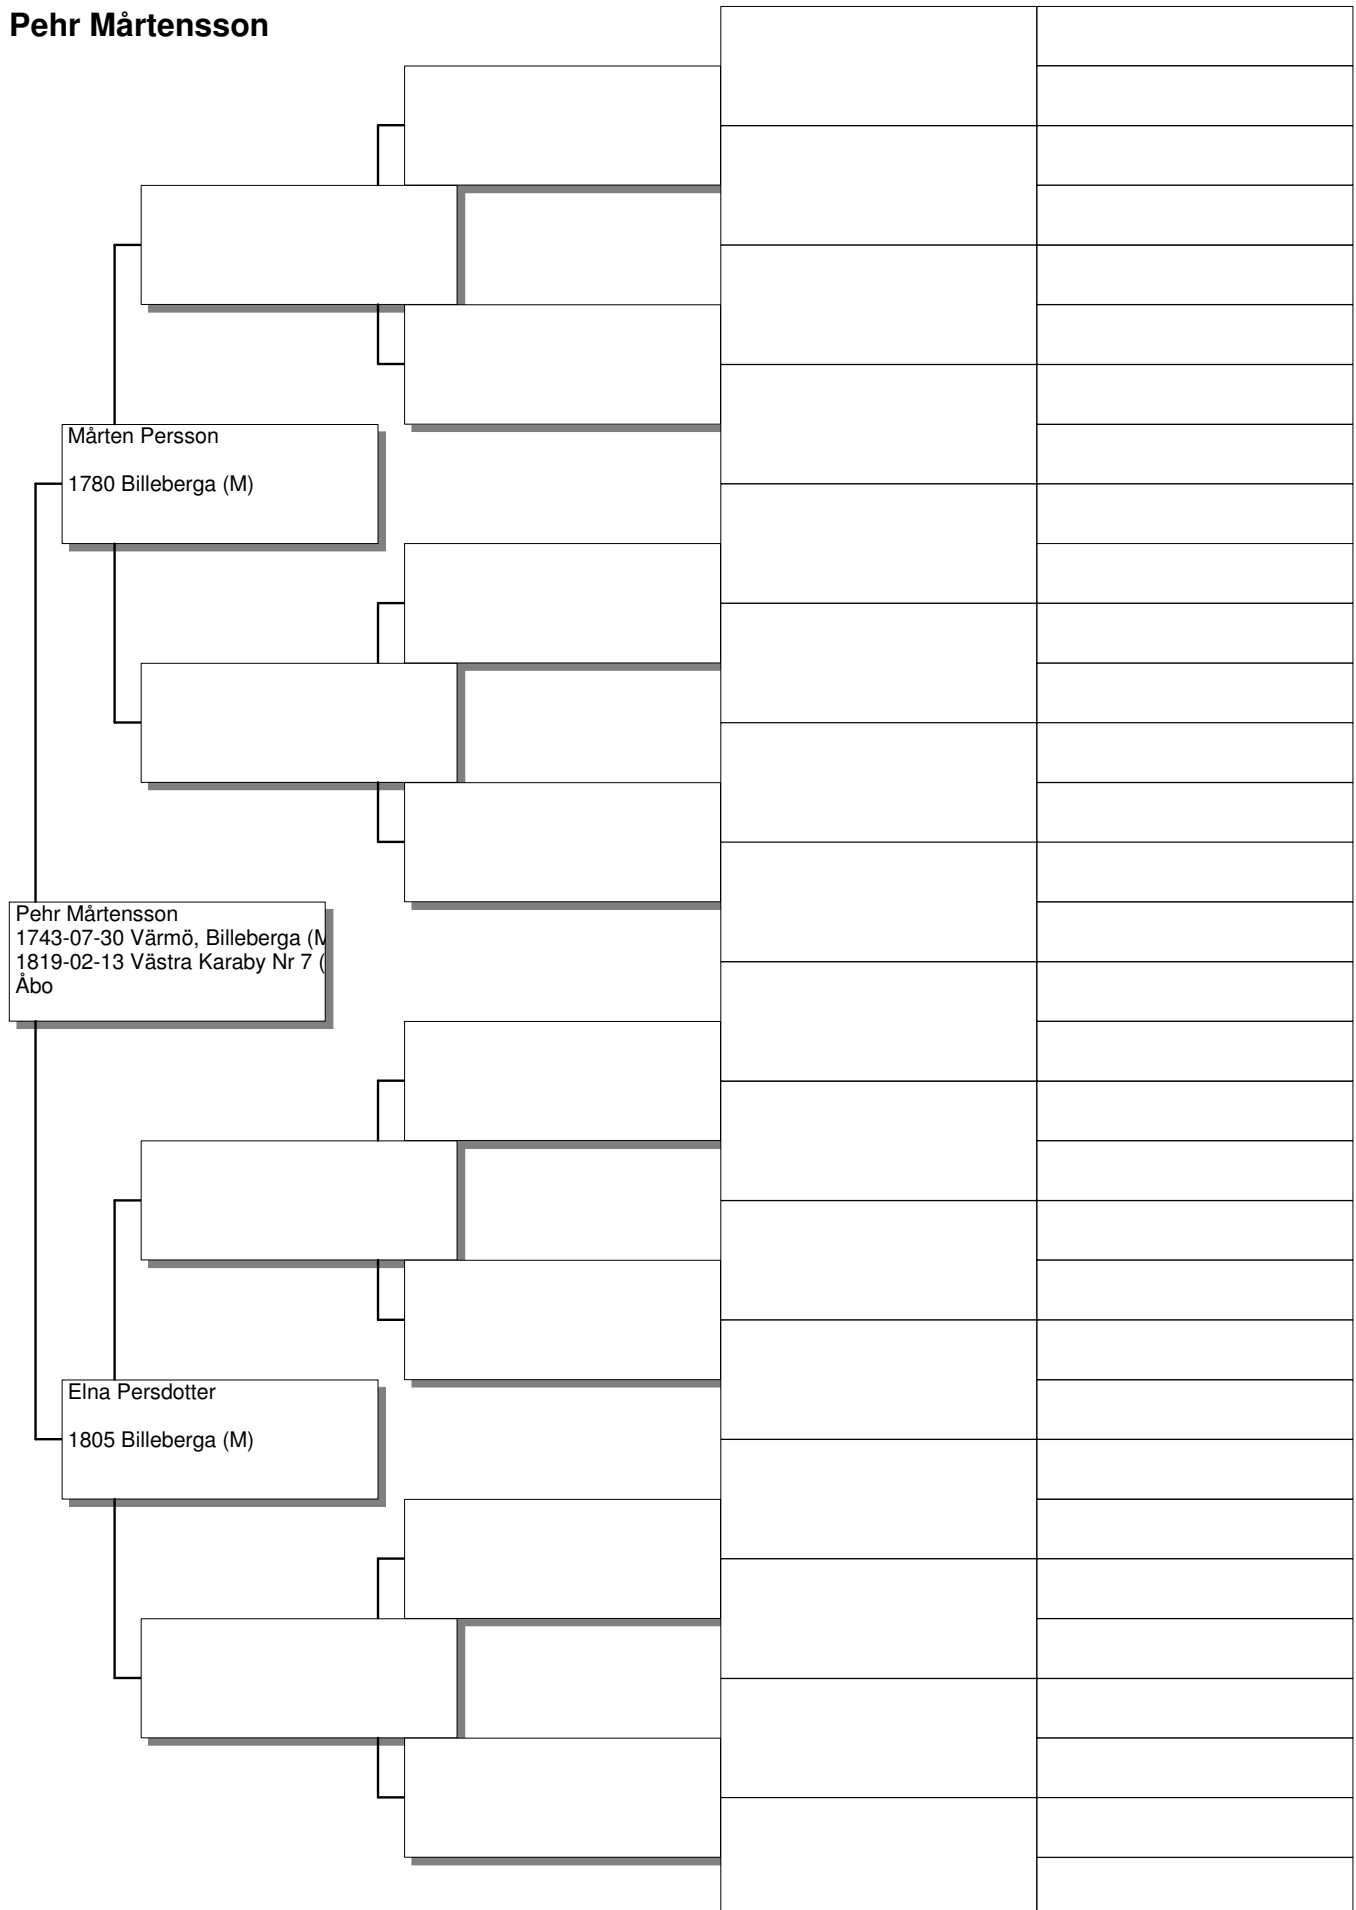 Pehr Mårtensson
Mårten Persson
1780 Billeberga (M)
Pehr Mårtensson
1743-07-30 Värmö, Billeberga (M
1819-02-13 Västra Karaby Nr 7 (
Åbo
Elna Persdotter
1805 Billeberga (M)